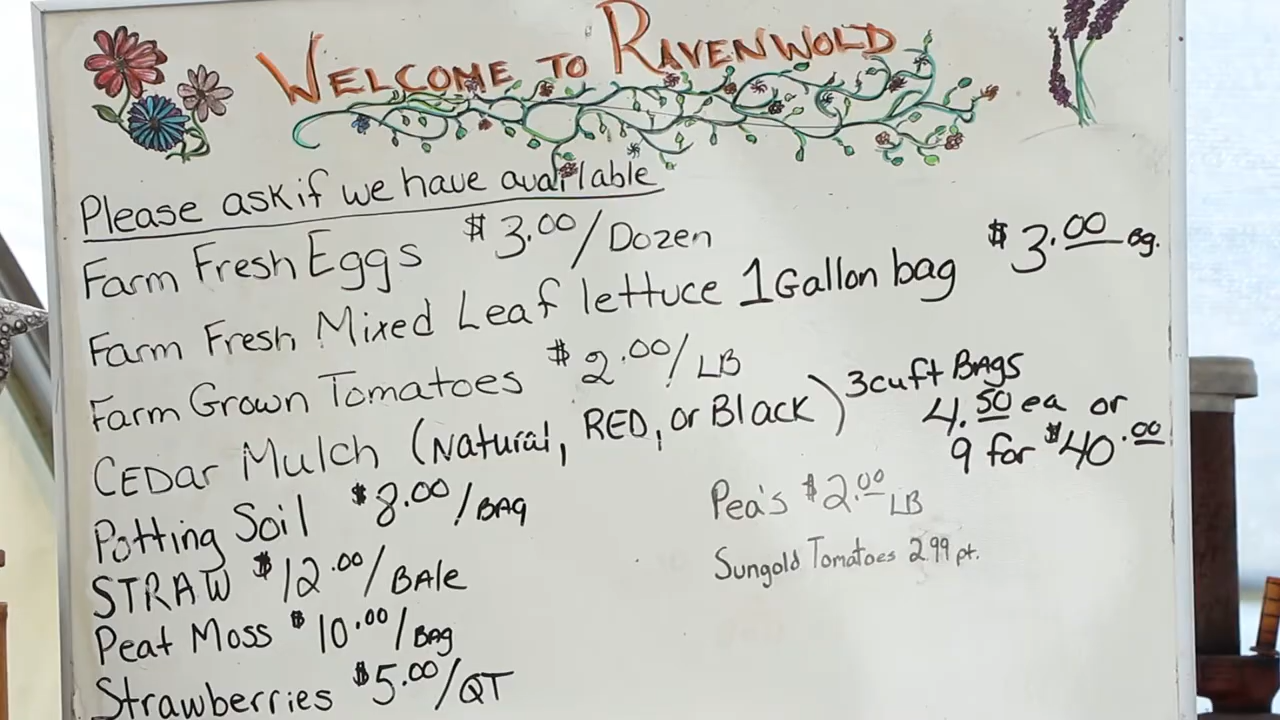 WELCOME TO RAVENWOLD
Please ask if we have available
Farm Fresh Eggs $3.00/Dozen
Farm Fresh Mixed Leaf lettuce 1 Gallon bag $3.00 Bg.
Farm Grown Tomatoes $2.00/LB
CEDar Mulch (Natural, RED, or Black) 3cuft BAGS
4.50 ea or
9 for $40.00
Potting Soil $8.00/BAg
Pea's $2.00 LB
STRAW $12.00/BAle
Sungold Tomatoes 2.99 pt.
Peat Moss $10.00/BAg
Strawberries $5.00/QT